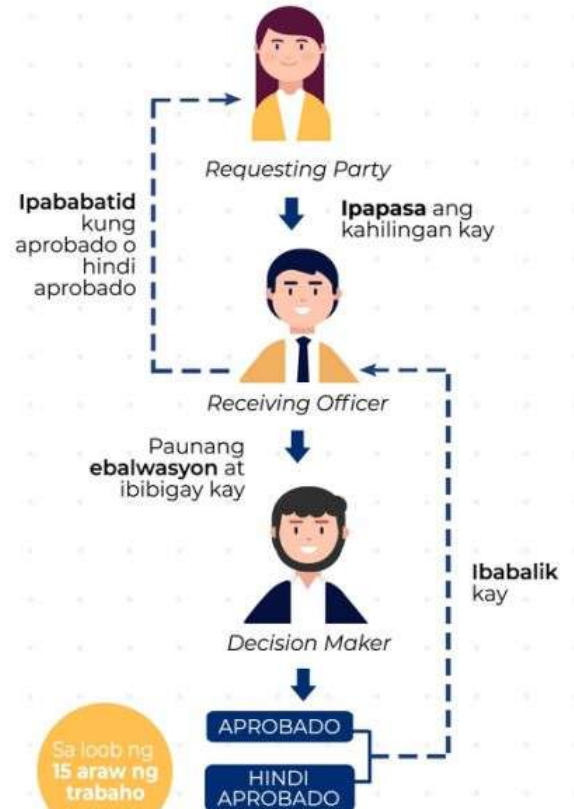 Requesting Party
Ipababatid
kung
aprobado o
hindi
aprobado
Ipapasa ang
kahilingan kay
Receiving Officer
Paunang
ebalwasyon at
ibibigay kay
Ibabalik
kay
Decision Maker
APROBADO
HINDI
APROBADO
Sa loob ng
15 araw ng
trabaho